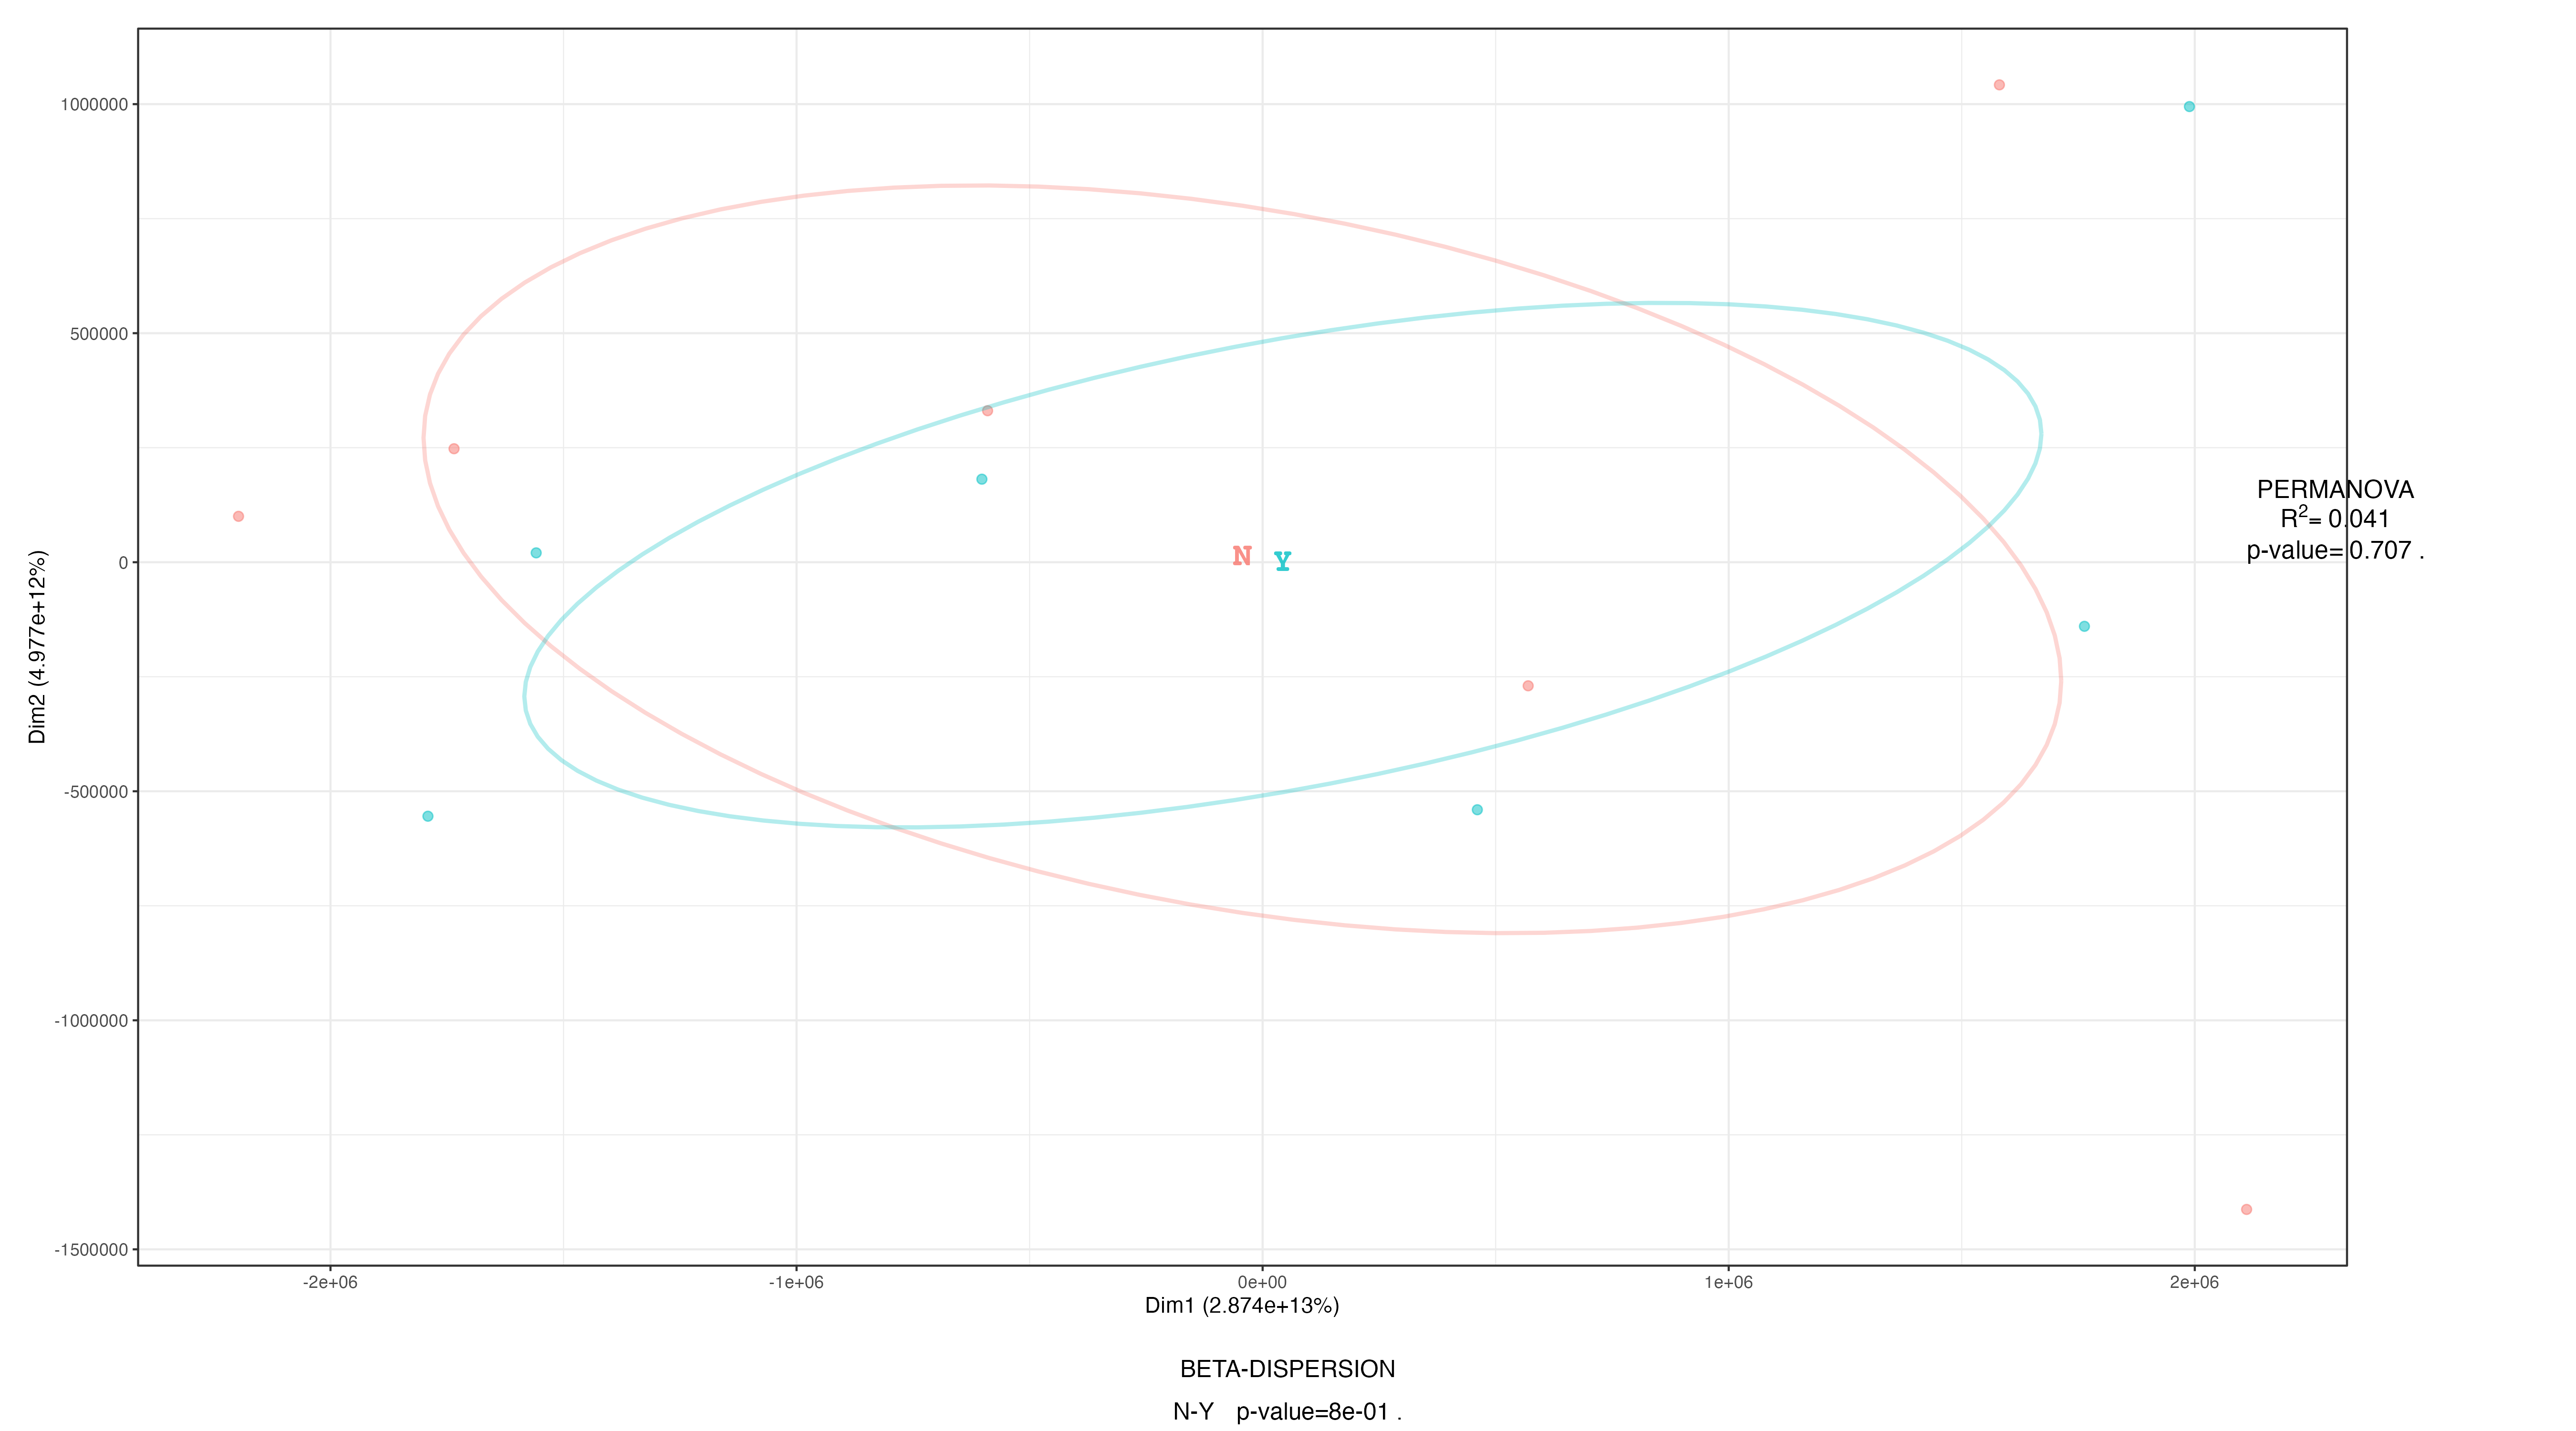 1000000
500000
0
-500000
-1000000
-1500000
Dim2 (4.977e+12%)
N
Y
PERMANOVA
R²= 0.041
p-value= 0.707 .
-2e+06
-1e+06
0e+00
1e+06
2e+06
Dim1 (2.874e+13%)
BETA-DISPERSION
N-Y p-value=8e-01 .